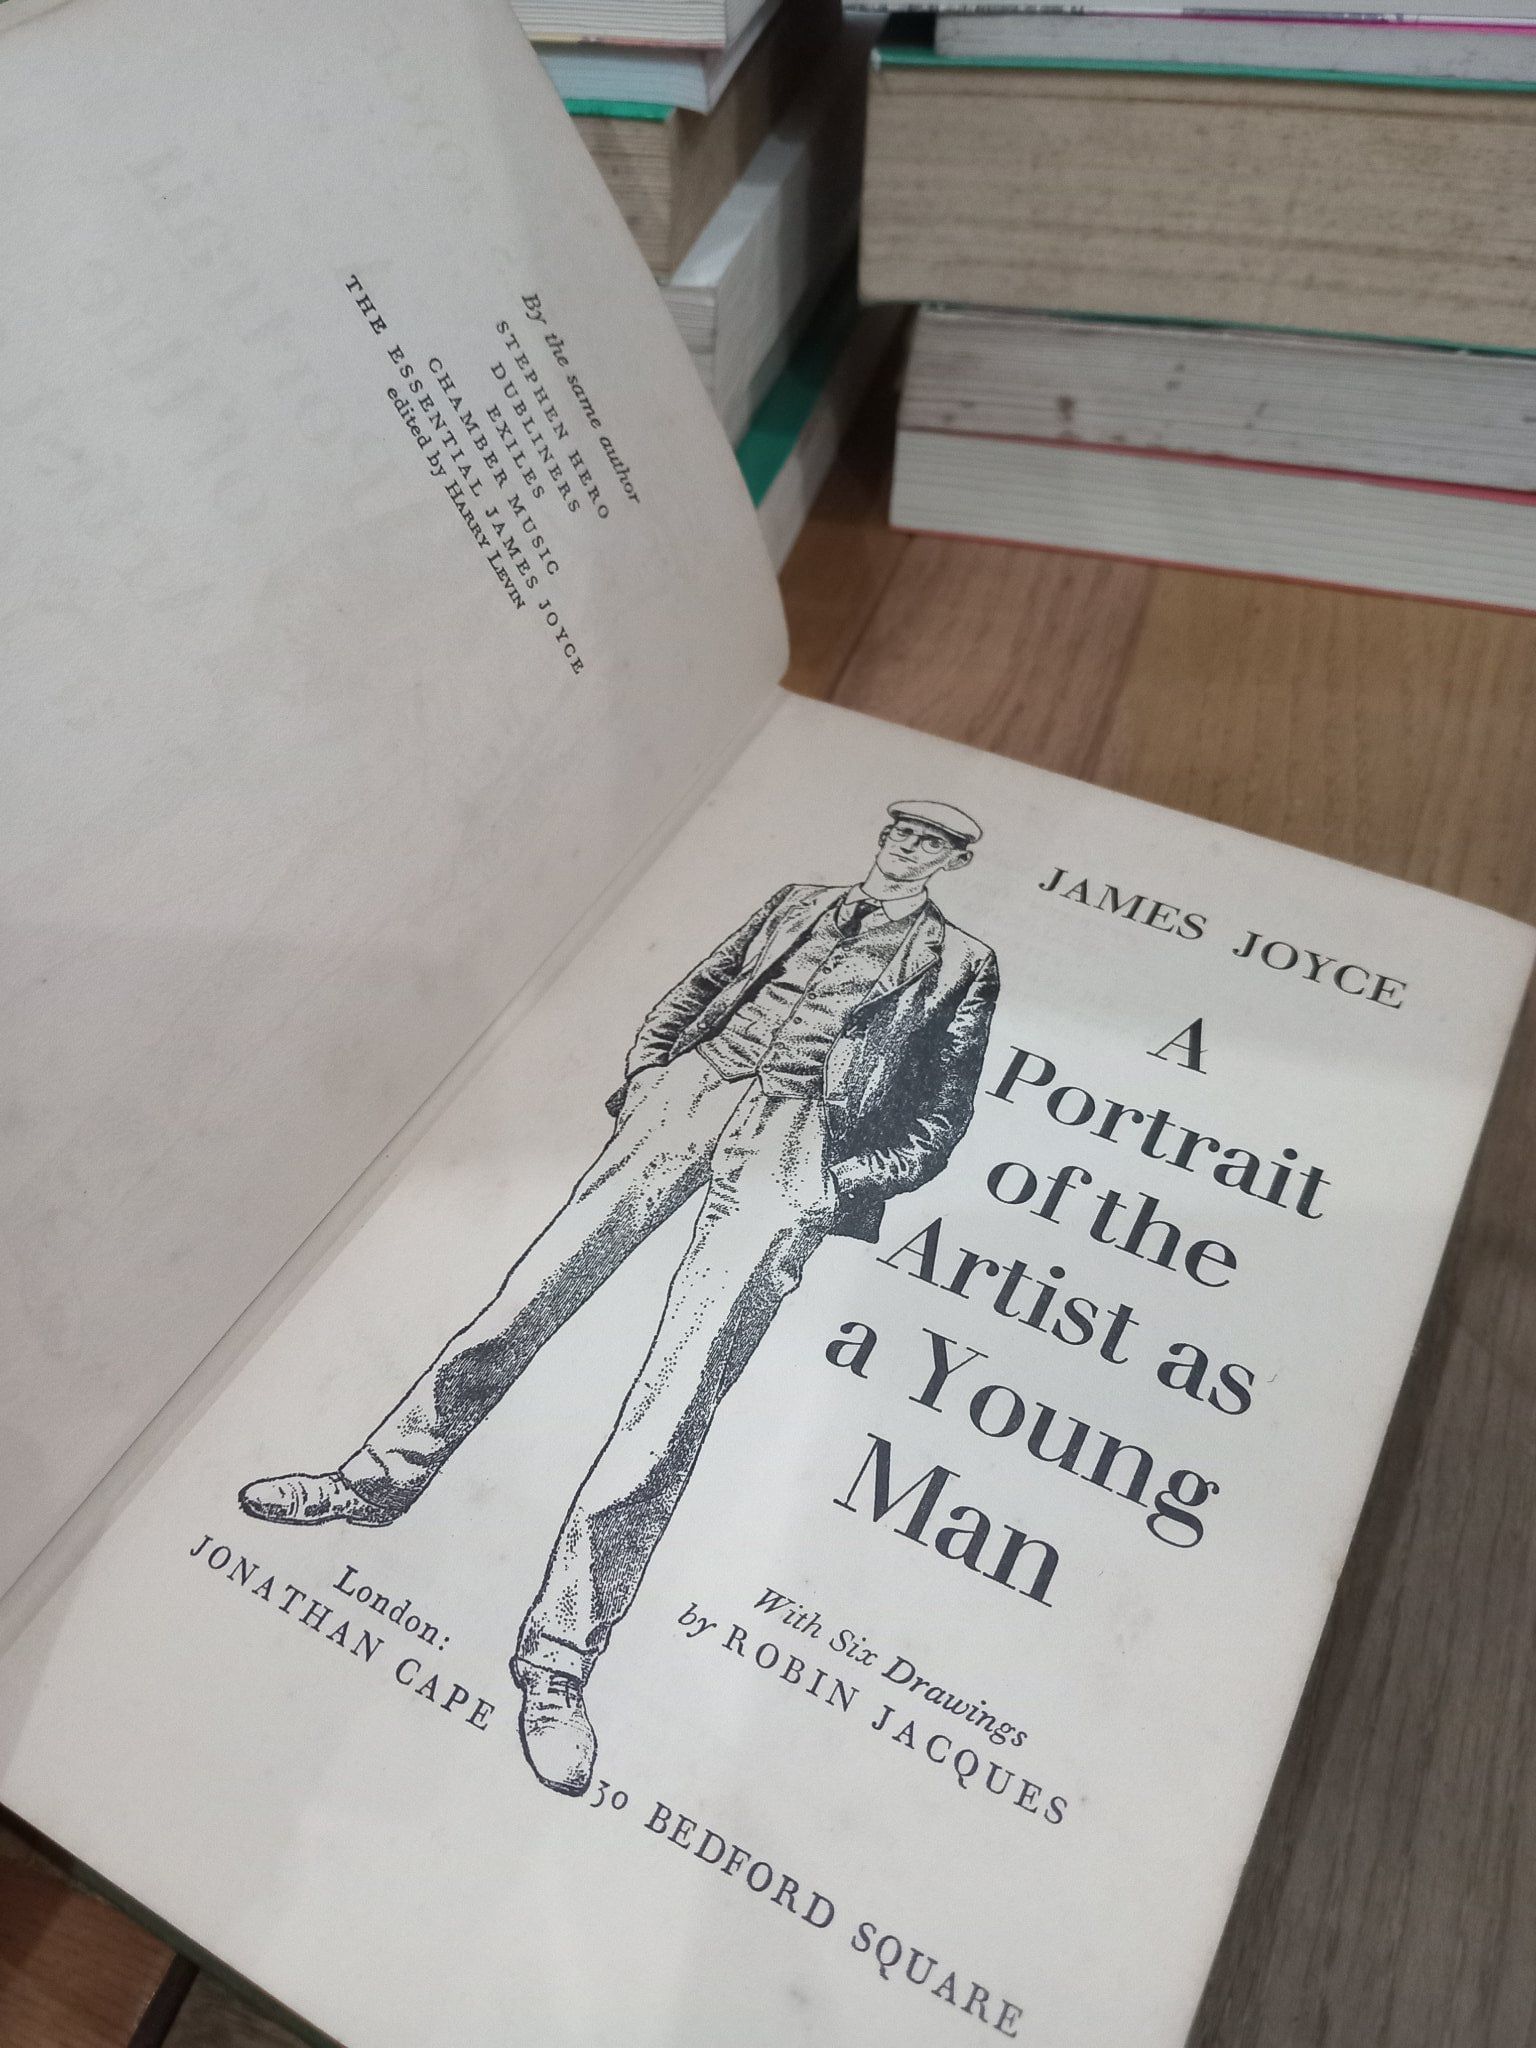 By the same author
STEPHEN HERO
DUBLINERS
EXILES
CHAMBER MUSIC
THE ESSENTIAL JAMES JOYCE
edited by HARRY LEVIN
JAMES JOYCE
A
Portrait
of the
Artist as
a Young
Man
With Six Drawings
by ROBIN JACQUES
London:
JONATHAN CAPE
30 BEDFORD SQUARE